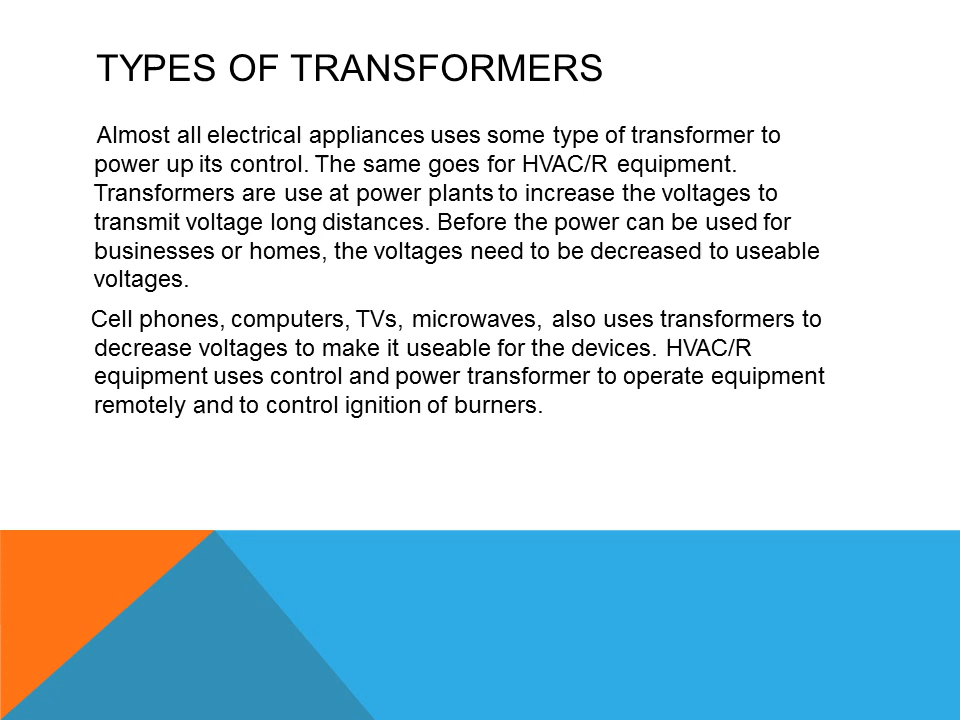 TYPES OF TRANSFORMERS
Almost all electrical appliances uses some type of transformer to
power up its control. The same goes for HVAC/R equipment.
Transformers are use at power plants to increase the voltages to
transmit voltage long distances. Before the power can be used for
businesses or homes, the voltages need to be decreased to useable
voltages.
Cell phones, computers, TVs, microwaves, also uses transformers to
decrease voltages to make it useable for the devices. HVAC/R
equipment uses control and power transformer to operate equipment
remotely and to control ignition of burners.